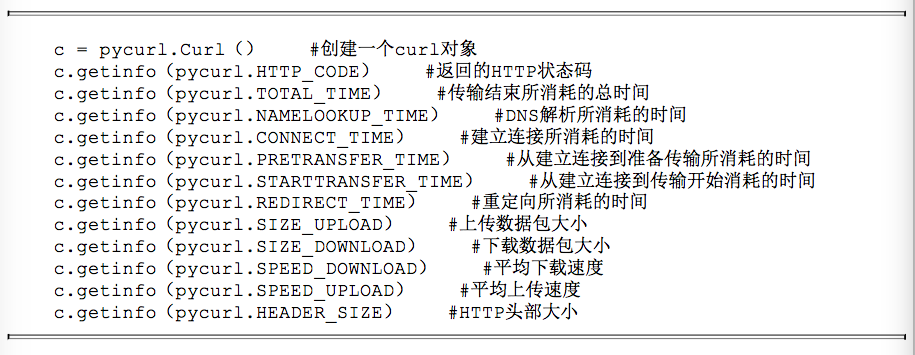 c = pycurl.Curl () #创建一个curl对象
c.getinfo (pycurl.HTTP_CODE) #返回的HTTP状态码
c.getinfo (pycurl.TOTAL_TIME) #传输结束所消耗的总时间
c.getinfo (pycurl.NAMELOOKUP_TIME) #DNS解析所消耗的时间
c.getinfo (pycurl.CONNECT_TIME) #建立连接所消耗的时间
c.getinfo (pycurl.PRETRANSFER_TIME) #从建立连接到准备传输所消耗的时间
c.getinfo (pycurl.STARTTRANSFER_TIME) #从建立连接到传输开始消耗的时间
c.getinfo (pycurl.REDIRECT_TIME) #重定向所消耗的时间
c.getinfo (pycurl.SIZE_UPLOAD) #上传数据包大小
c.getinfo (pycurl.SIZE_DOWNLOAD) #下载数据包大小
c.getinfo (pycurl.SPEED_DOWNLOAD) #平均下载速度
c.getinfo (pycurl.SPEED_UPLOAD) #平均上传速度
c.getinfo (pycurl.HEADER_SIZE) #HTTP头部大小